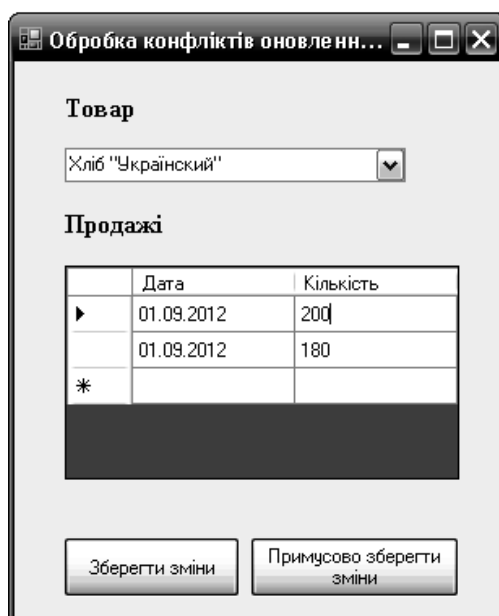 Обробка конфліктів оновленн...
Товар
Хліб "Український"
Продажі
Дата Кількість
01.09.2012 200
01.09.2012 180
Зберегти зміни
Примусово зберегти
зміни